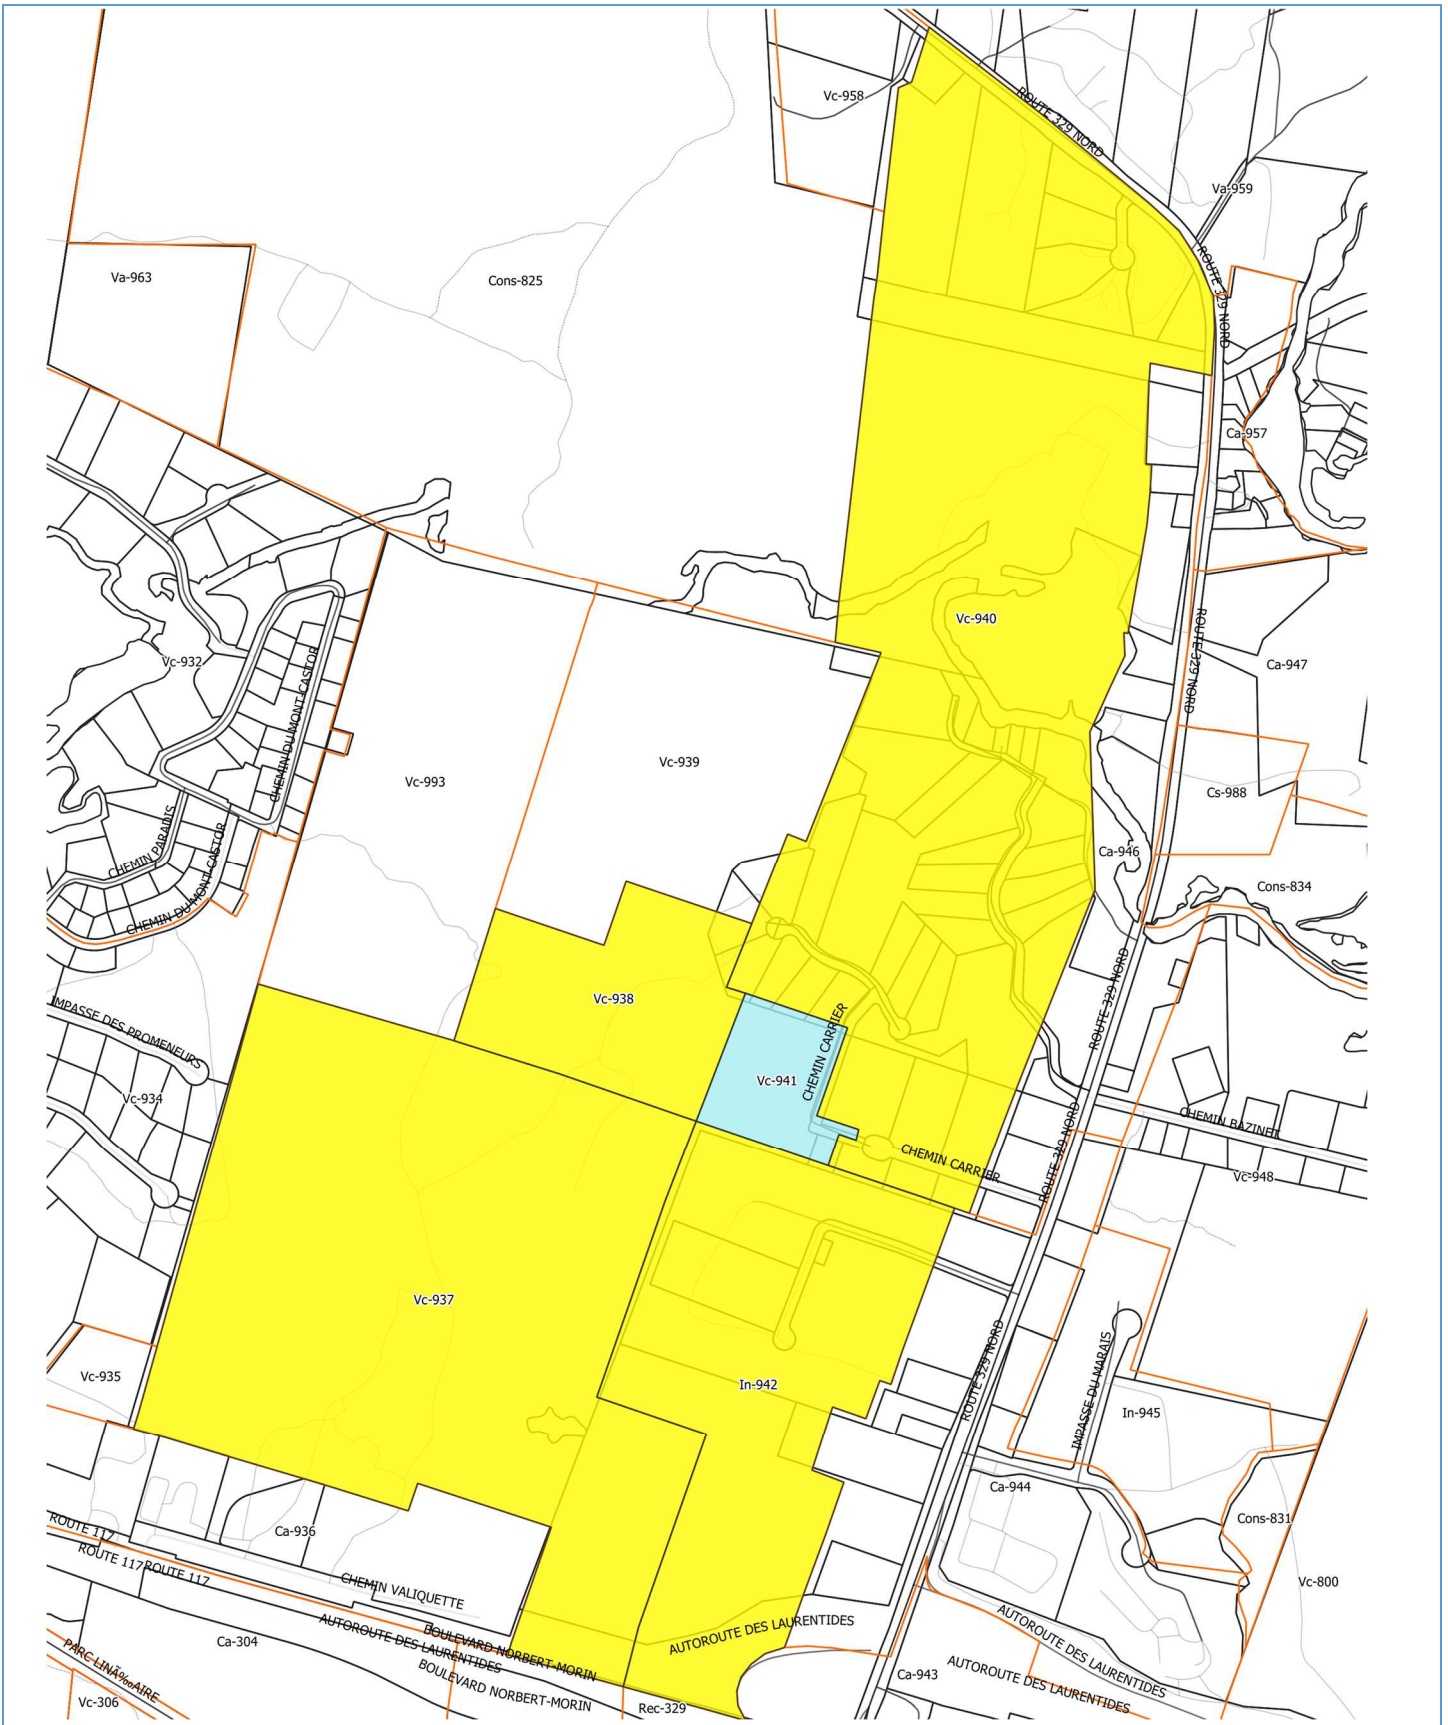 Vc-958
ROUTE 329 NORD
Va-959
ROUTE 329 NORD
Va-963
Cons-825
Ca-957
Vc-940
ROUTE 329 NORD
Vc-932
Ca-947
CHEMIN DU MONT-CASTOR
Vc-939
Vc-993
Cs-988
CHEMIN PARADIS
CHEMIN DU MONT-CASTOR
Ca-946
Cons-834
Vc-938
ROUTE 329 NORD
IMPASSE DES PROMENEURS
CHEMIN CARRIER
Vc-941
Vc-934
CHEMIN BAZINET
ROUTE 329 NORD
CHEMIN CARRIER
Vc-948
Vc-937
ROUTE 329 NORD
IMPASSE DU MARAIS
Vc-935
In-942
In-945
Ca-944
Cons-831
ROUTE 117
Ca-936
ROUTE 117
ROUTE 117
CHEMIN VALIQUETTE
Vc-800
AUTOROUTE DES LAURENTIDES
AUTOROUTE DES LAURENTIDES
BOULEVARD NORBERT-MORIN
AUTOROUTE DES LAURENTIDES
Ca-304
PARC LINÃ‰AIRE
BOULEVARD NORBERT-MORIN
Ca-943
AUTOROUTE DES LAURENTIDES
Vc-306
Rec-329